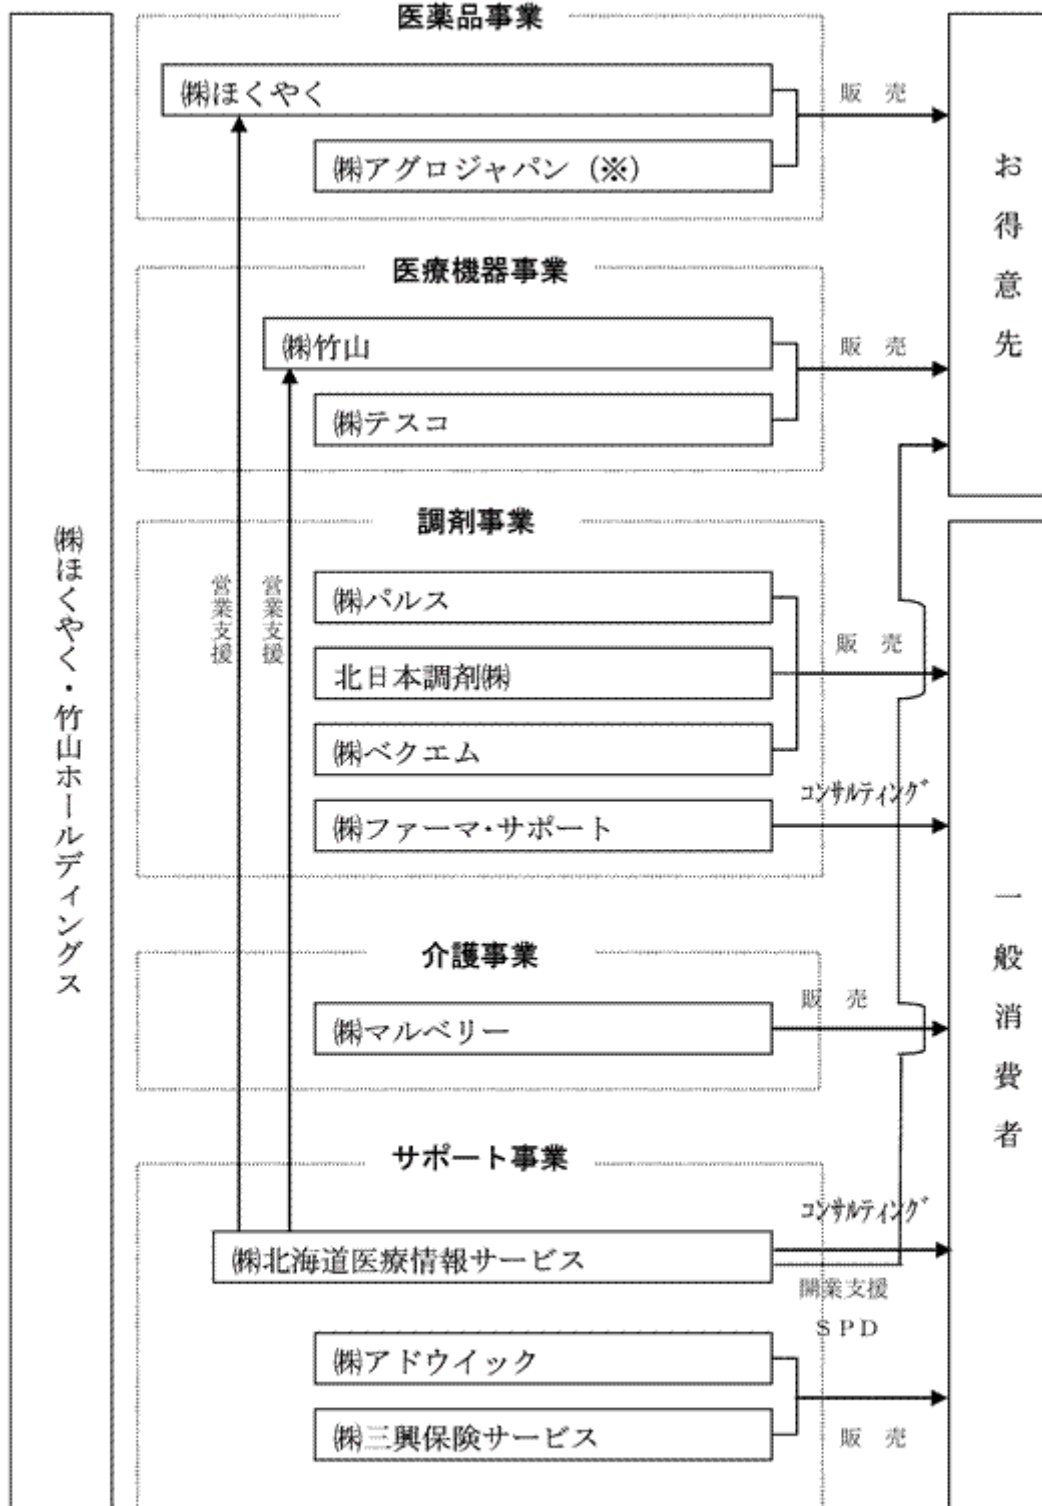 ㈱ほくやく・竹山ホールディングス
医薬品事業
㈱ほくやく
販 売
㈱アグロジャパン（※）
お得意先
医療機器事業
㈱竹山
販 売
㈱テスコ
調剤事業
営業支援
営業支援
㈱パルス
販 売
北日本調剤㈱
㈱ベクエム
コンサルティング
㈱ファーマ・サポート
一般消費者
介護事業
販 売
㈱マルベリー
サポート事業
コンサルティング
㈱北海道医療情報サービス
開業支援
ＳＰＤ
㈱アドウイック
㈱三興保険サービス
販 売